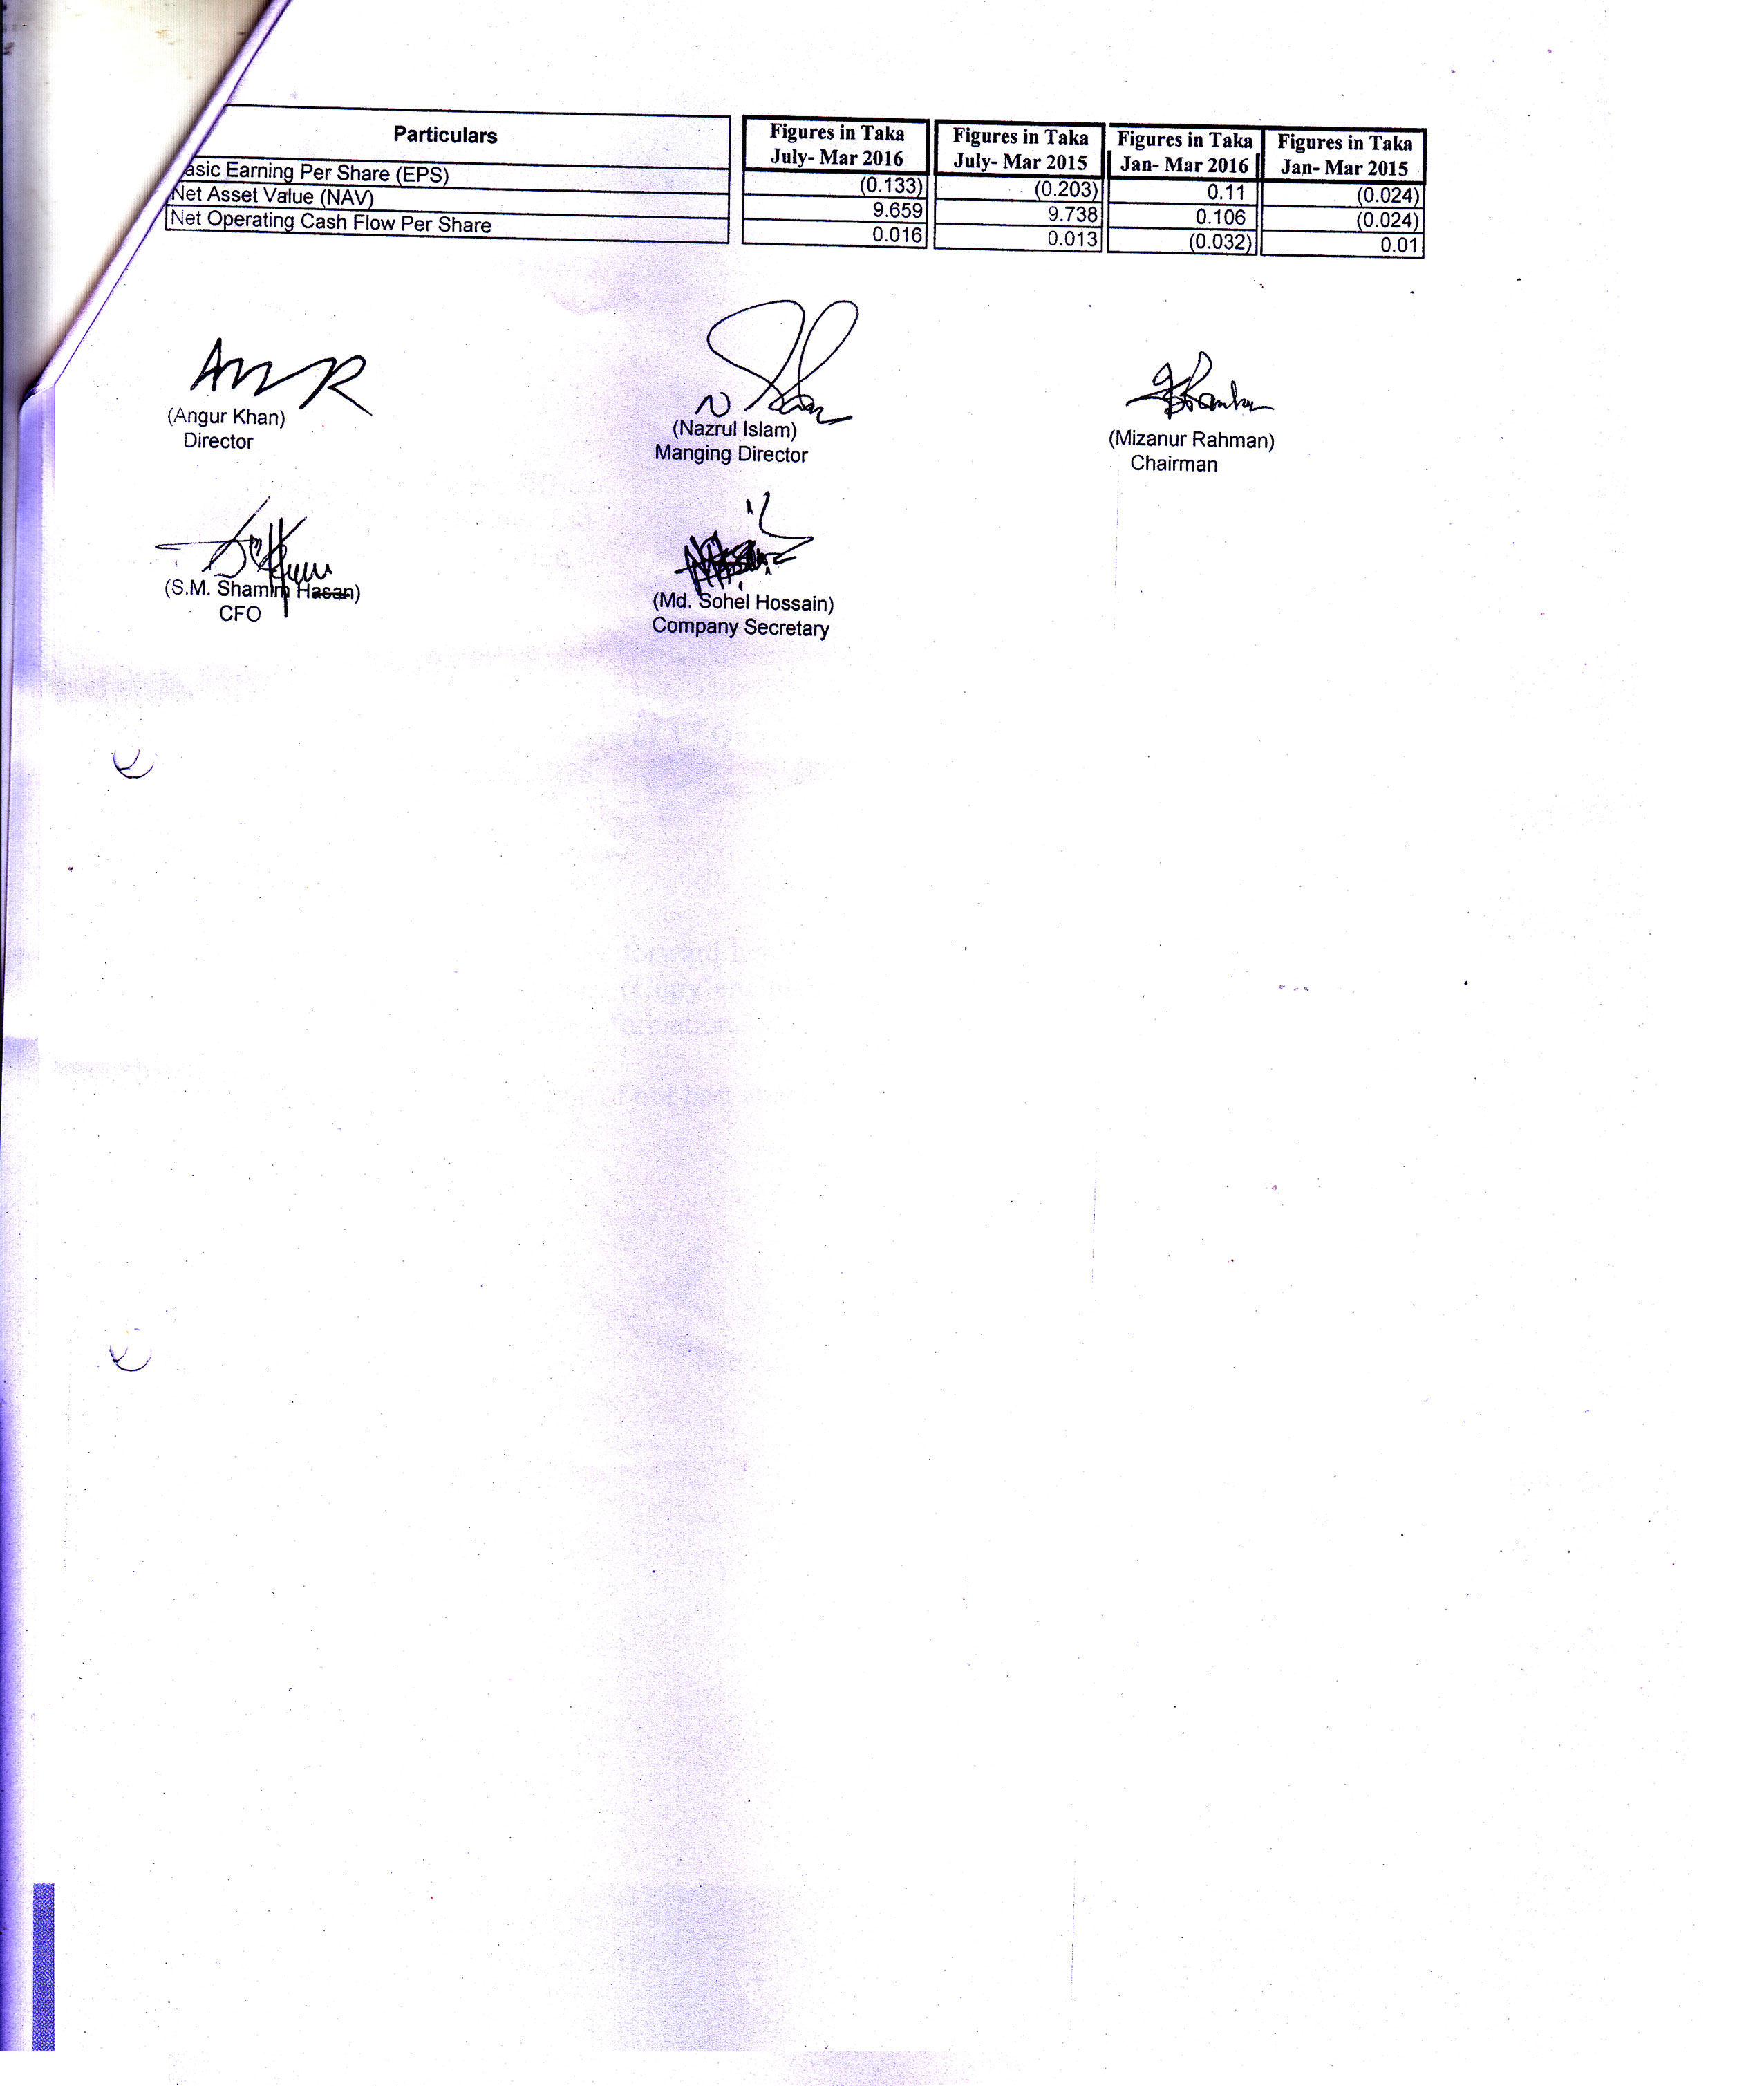 Particulars Figures in Taka Figures in Taka Figures in Taka Figures in Taka
July- Mar 2016 July- Mar 2015 Jan- Mar 2016 Jan- Mar 2015
asic Earning Per Share (EPS) (0.133) (0.203) 0.11 (0.024)
Net Asset Value (NAV) 9.659 9.738 0.106 (0.024)
Net Operating Cash Flow Per Share 0.016 0.013 (0.032) 0.01
(Angur Khan) (Nazrul Islam) (Mizanur Rahman)
Director Manging Director Chairman
(S.M. Shamim Hasan) (Md. Sohel Hossain)
CFO Company Secretary